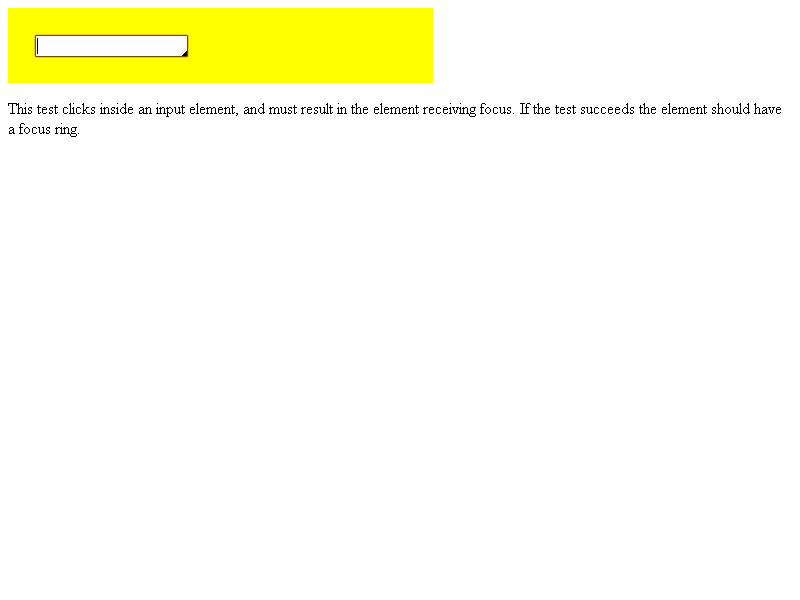 This test clicks inside an input element, and must result in the element receiving focus. If the test succeeds the element should have
a focus ring.